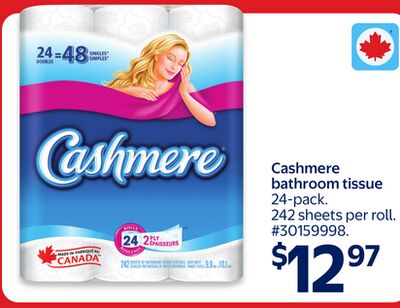 24 = 48 SINGLES*
DOUBLES SIMPLES*
Cashmere
MADE IN • FABRIQUÉ AU
CANADA
ROLLS
24
2 PLY
ÉPAISSEURS
242
Cashmere
bathroom tissue
24-pack.
242 sheets per roll.
#30159998.
$12.97